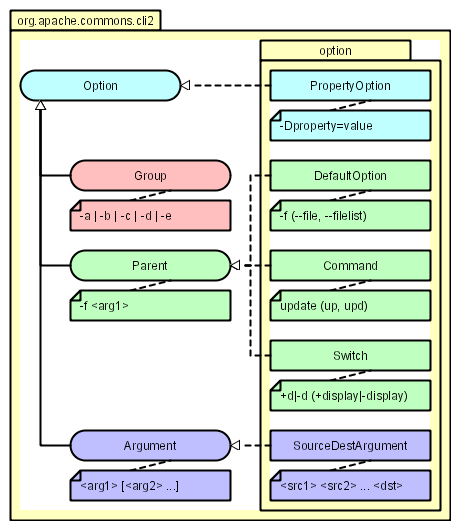 org.apache.commons.cli2
option
Option
PropertyOption
-Dproperty=value
Group
DefaultOption
-a | -b | -c | -d | -e
-f (--file, --filelist)
Parent
Command
-f <arg1>
update (up, upd)
Switch
+d|-d (+display|-display)
Argument
SourceDestArgument
<arg1> [<arg2> ...]
<src1> <src2> ... <dst>